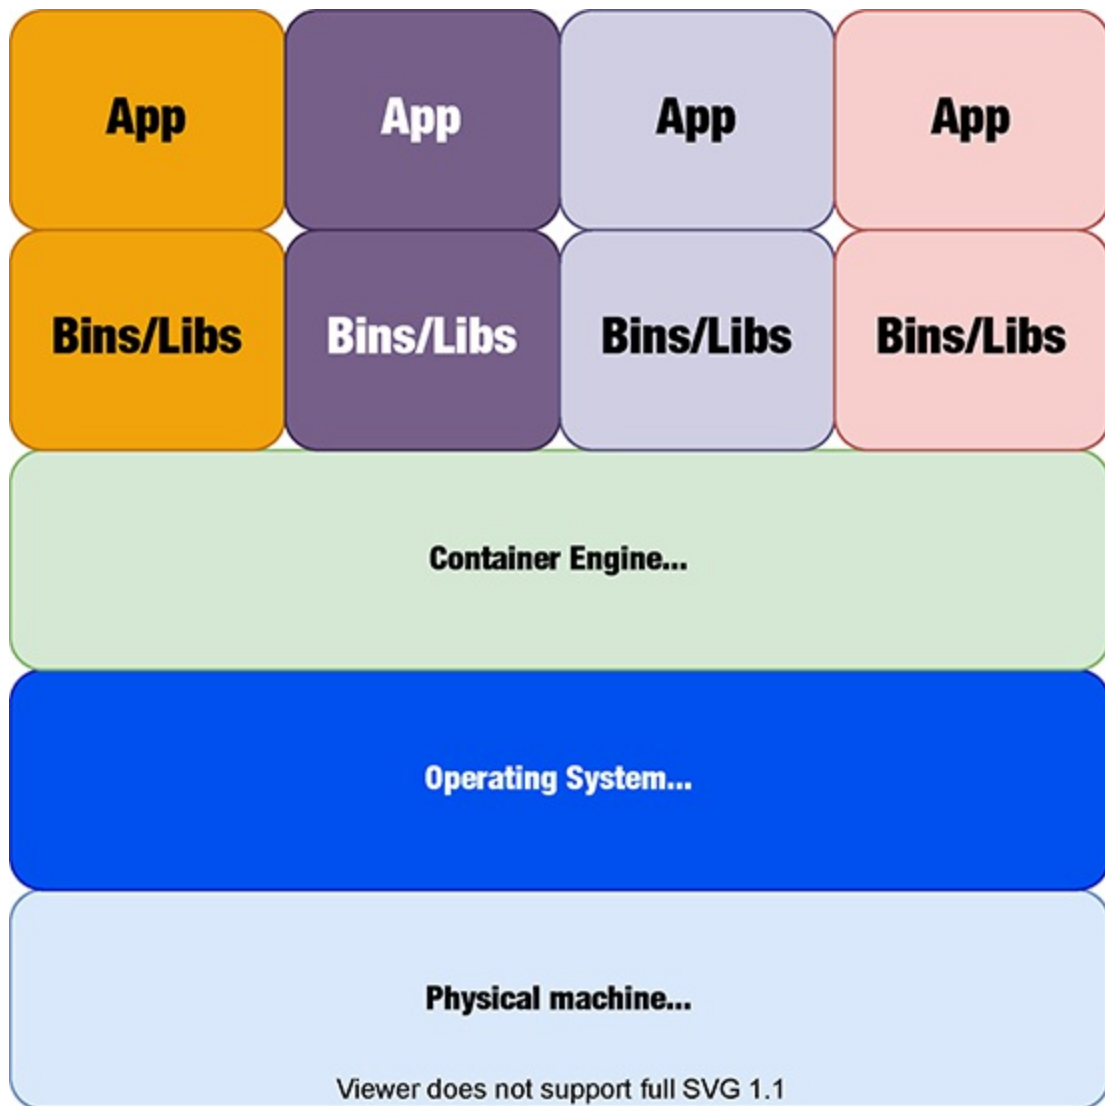 App
App
App
App
Bins/Libs
Bins/Libs
Bins/Libs
Bins/Libs
Container Engine...
Operating System...
Physical machine...
Viewer does not support full SVG 1.1